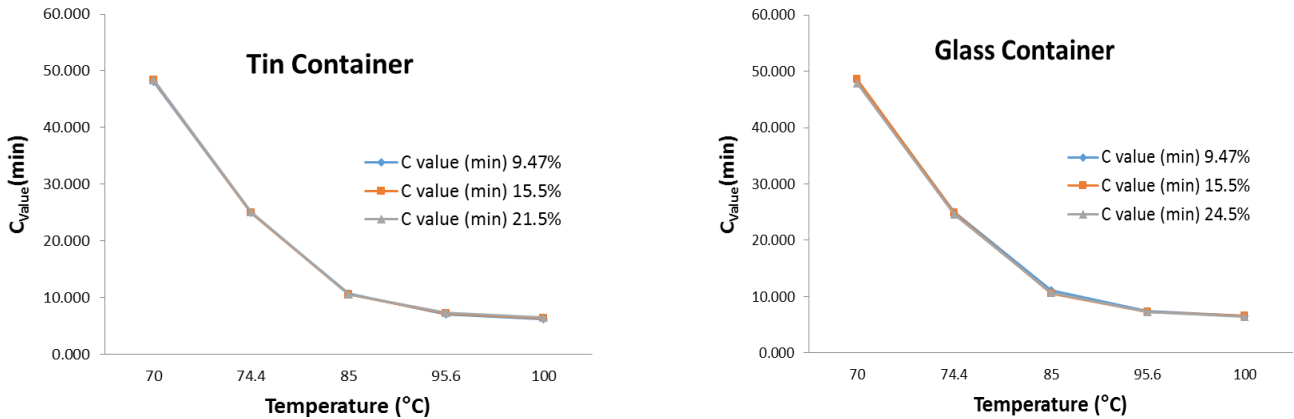 Tin Container
60.000
50.000
40.000
30.000
20.000
10.000
0.000
C Value (min)
C value (min) 9.47%
C value (min) 15.5%
C value (min) 21.5%
70 74.4 85 95.6 100
Temperature (°C)
Glass Container
60.000
50.000
40.000
30.000
20.000
10.000
0.000
C Value (min)
C value (min) 9.47%
C value (min) 15.5%
C value (min) 24.5%
70 74.4 85 95.6 100
Temperature (°C)